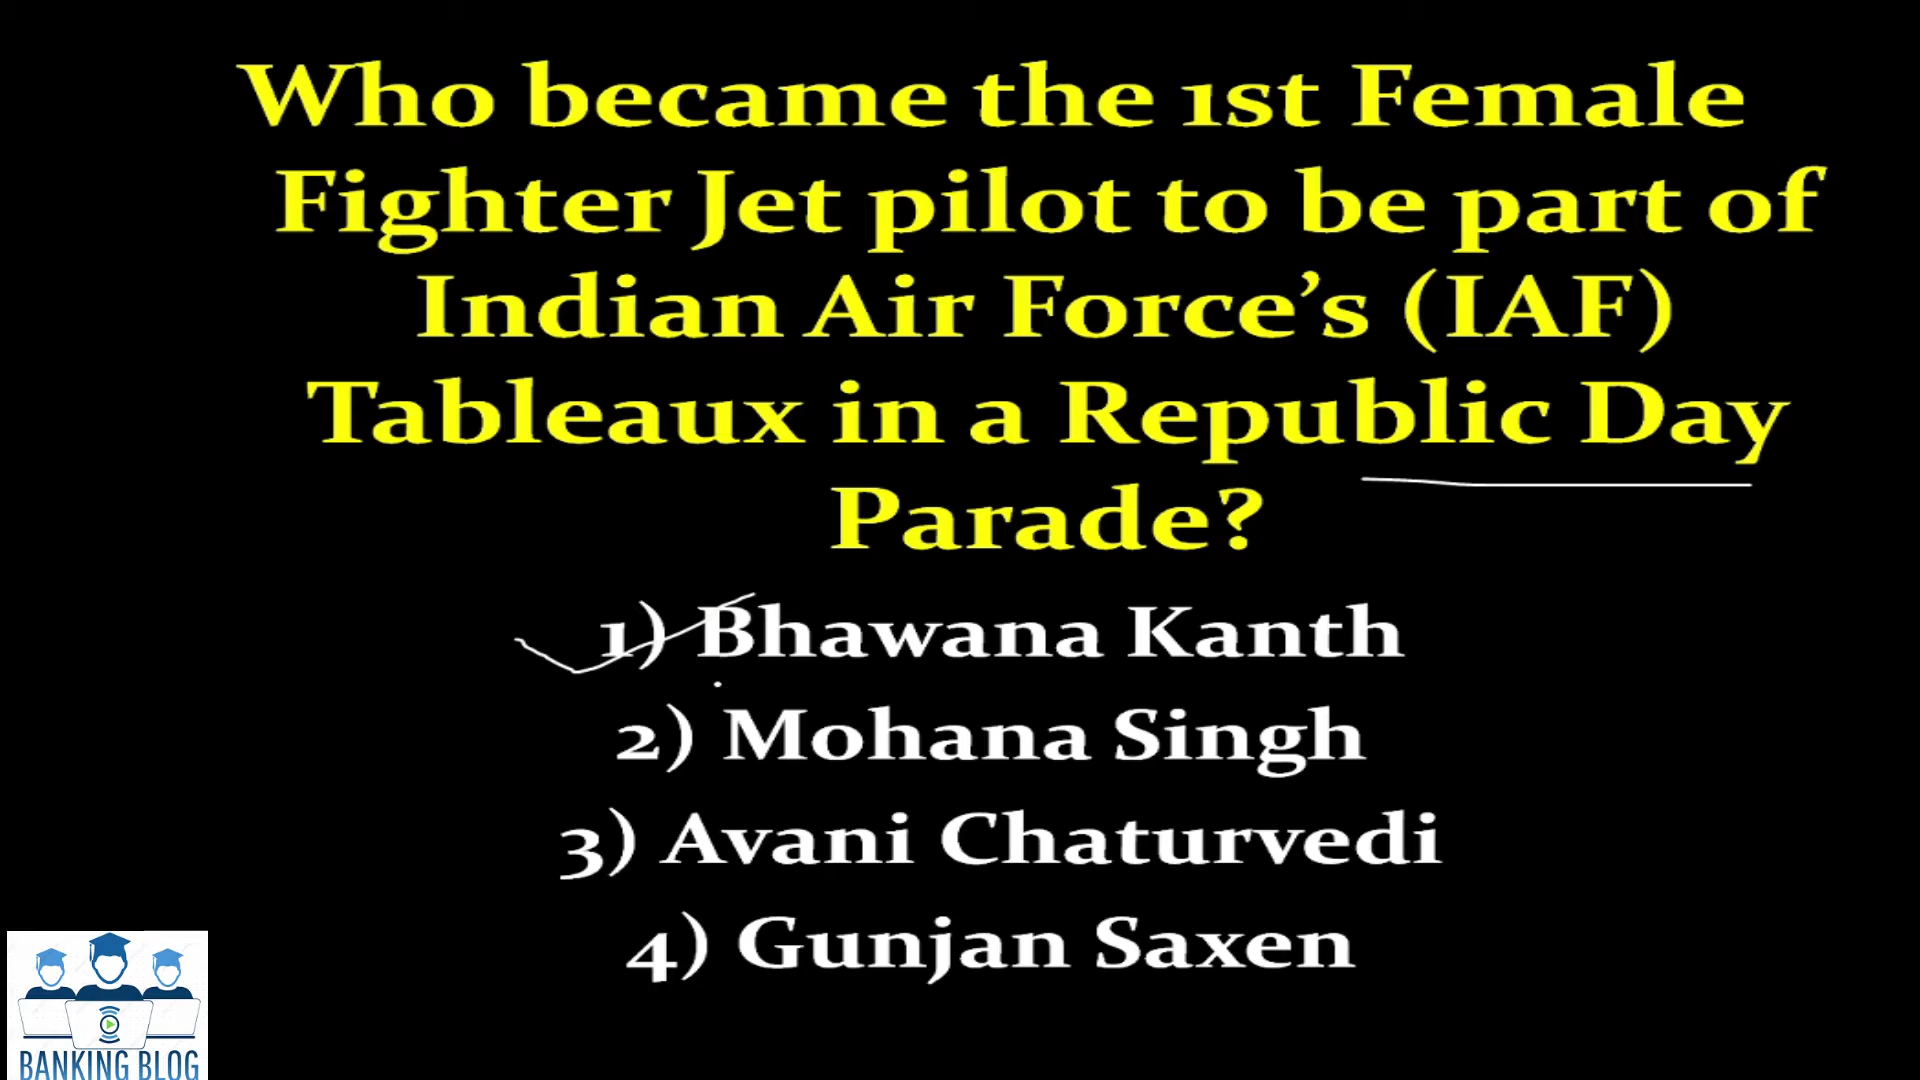 Who became the 1st Female
Fighter Jet pilot to be part of
Indian Air Force’s (IAF)
Tableaux in a Republic Day
Parade?
1) Bhawana Kanth
2) Mohana Singh
3) Avani Chaturvedi
4) Gunjan Saxen
BANKING BLOG